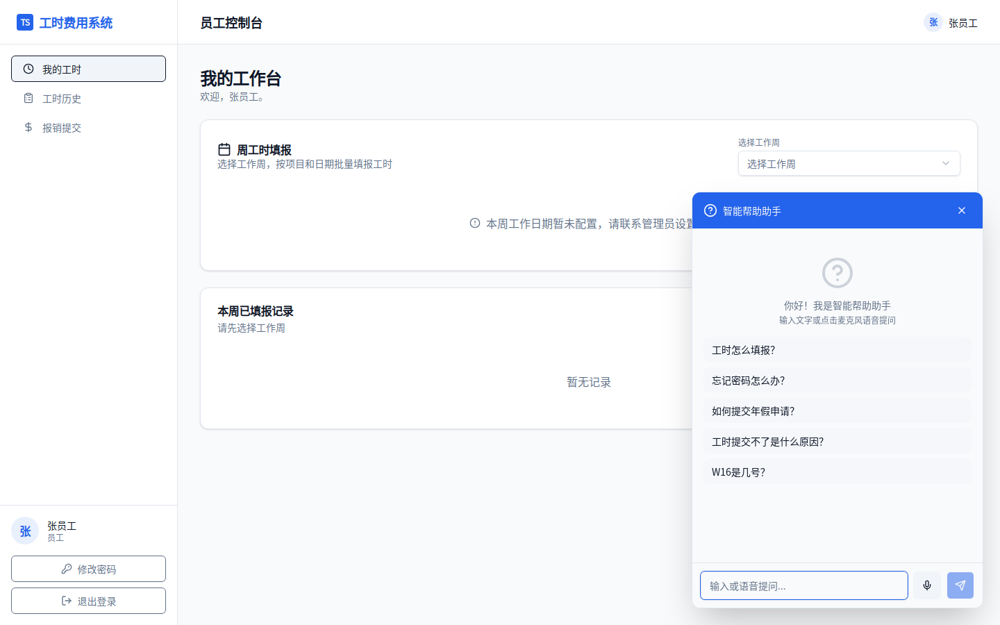 TS 工时费用系统
我的工时
工时历史
报销提交
张
张员工
员工
修改密码
退出登录
员工控制台
张 张员工
我的工作台
欢迎，张员工。
周工时填报
选择工作周，按项目和日期批量填报工时
选择工作周
选择工作周
本周工作日期暂未配置，请联系管理员设置
本周已填报记录
请先选择工作周
暂无记录
智能帮助助手
你好！我是智能帮助助手
输入文字或点击麦克风语音提问
工时怎么填报？
忘记密码怎么办？
如何提交年假申请？
工时提交不了是什么原因？
W16是几号？
输入或语音提问...